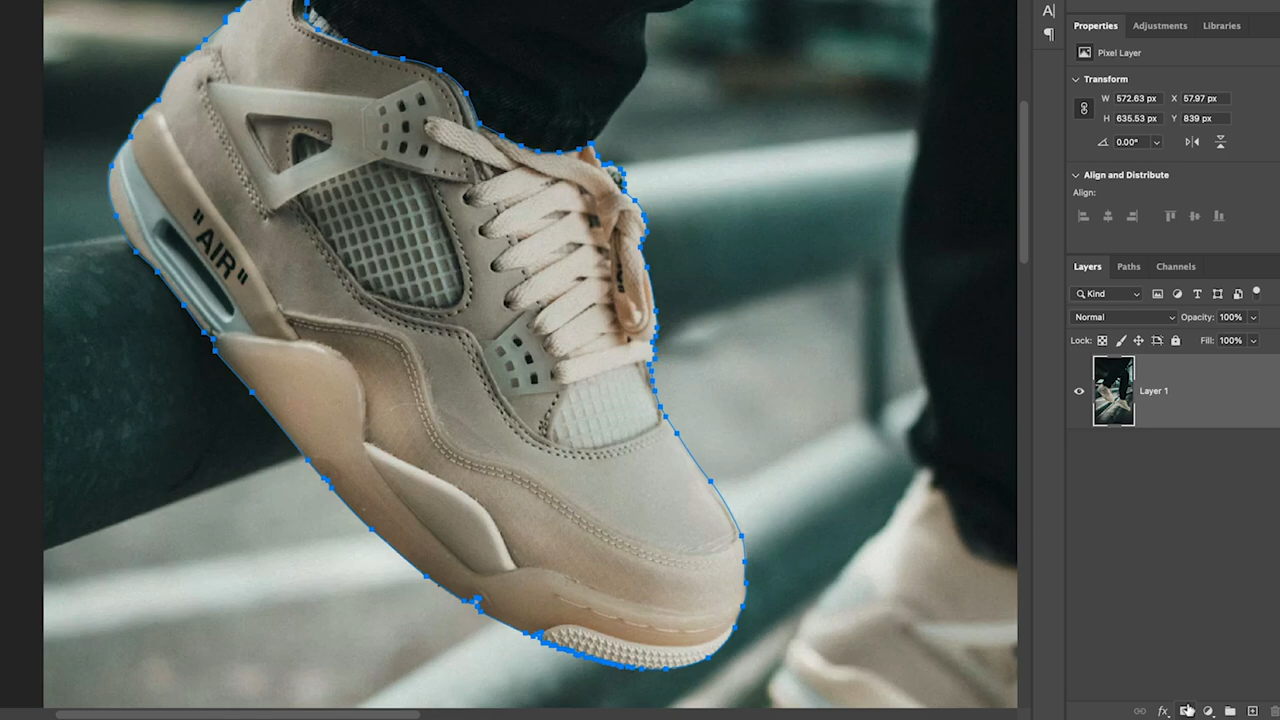 A|
¶
Properties Adjustments Libraries
Pixel Layer
Transform
W 572.63 px X 57.97 px
H 635.53 px Y 839 px
0.00°
Align and Distribute
Align:
Layers Paths Channels
Kind
Normal Opacity: 100%
Lock: Fill: 100%
Layer 1
fx
"AIR"